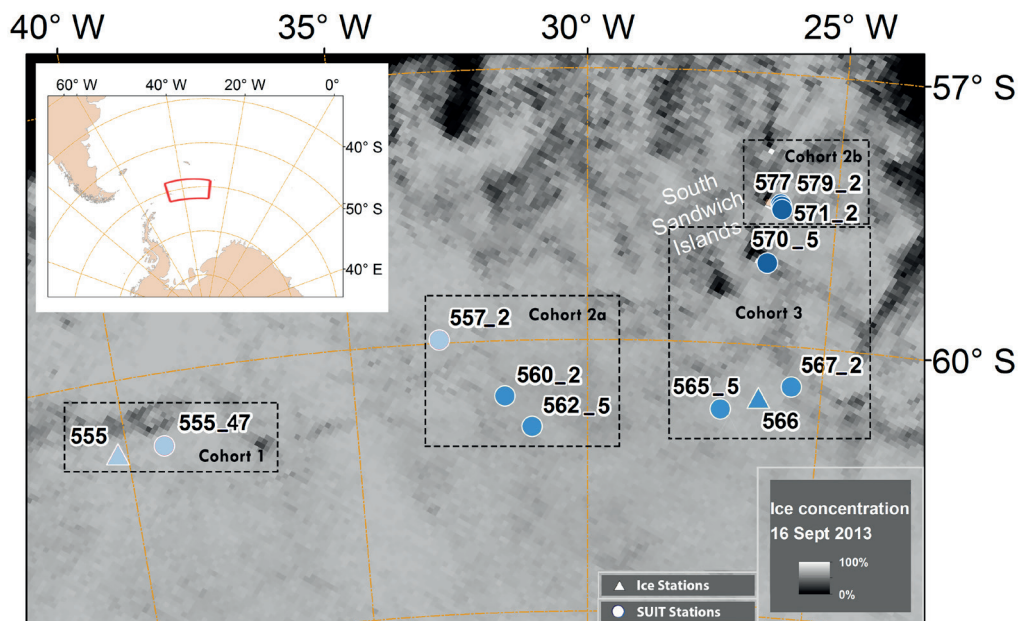 40° W
35° W
30° W
25° W
60° W
40° W
20° W
0°
57° S
40° S
50° S
40° E
Cohort 2b
577
579_2
571_2
South
Sandwich
Islands
570_5
557_2
Cohort 2a
Cohort 3
60° S
560_2
567_2
562_5
565_5
566
555
555_47
Cohort 1
Ice concentration
16 Sept 2013
100%
0%
Ice Stations
SUIT Stations